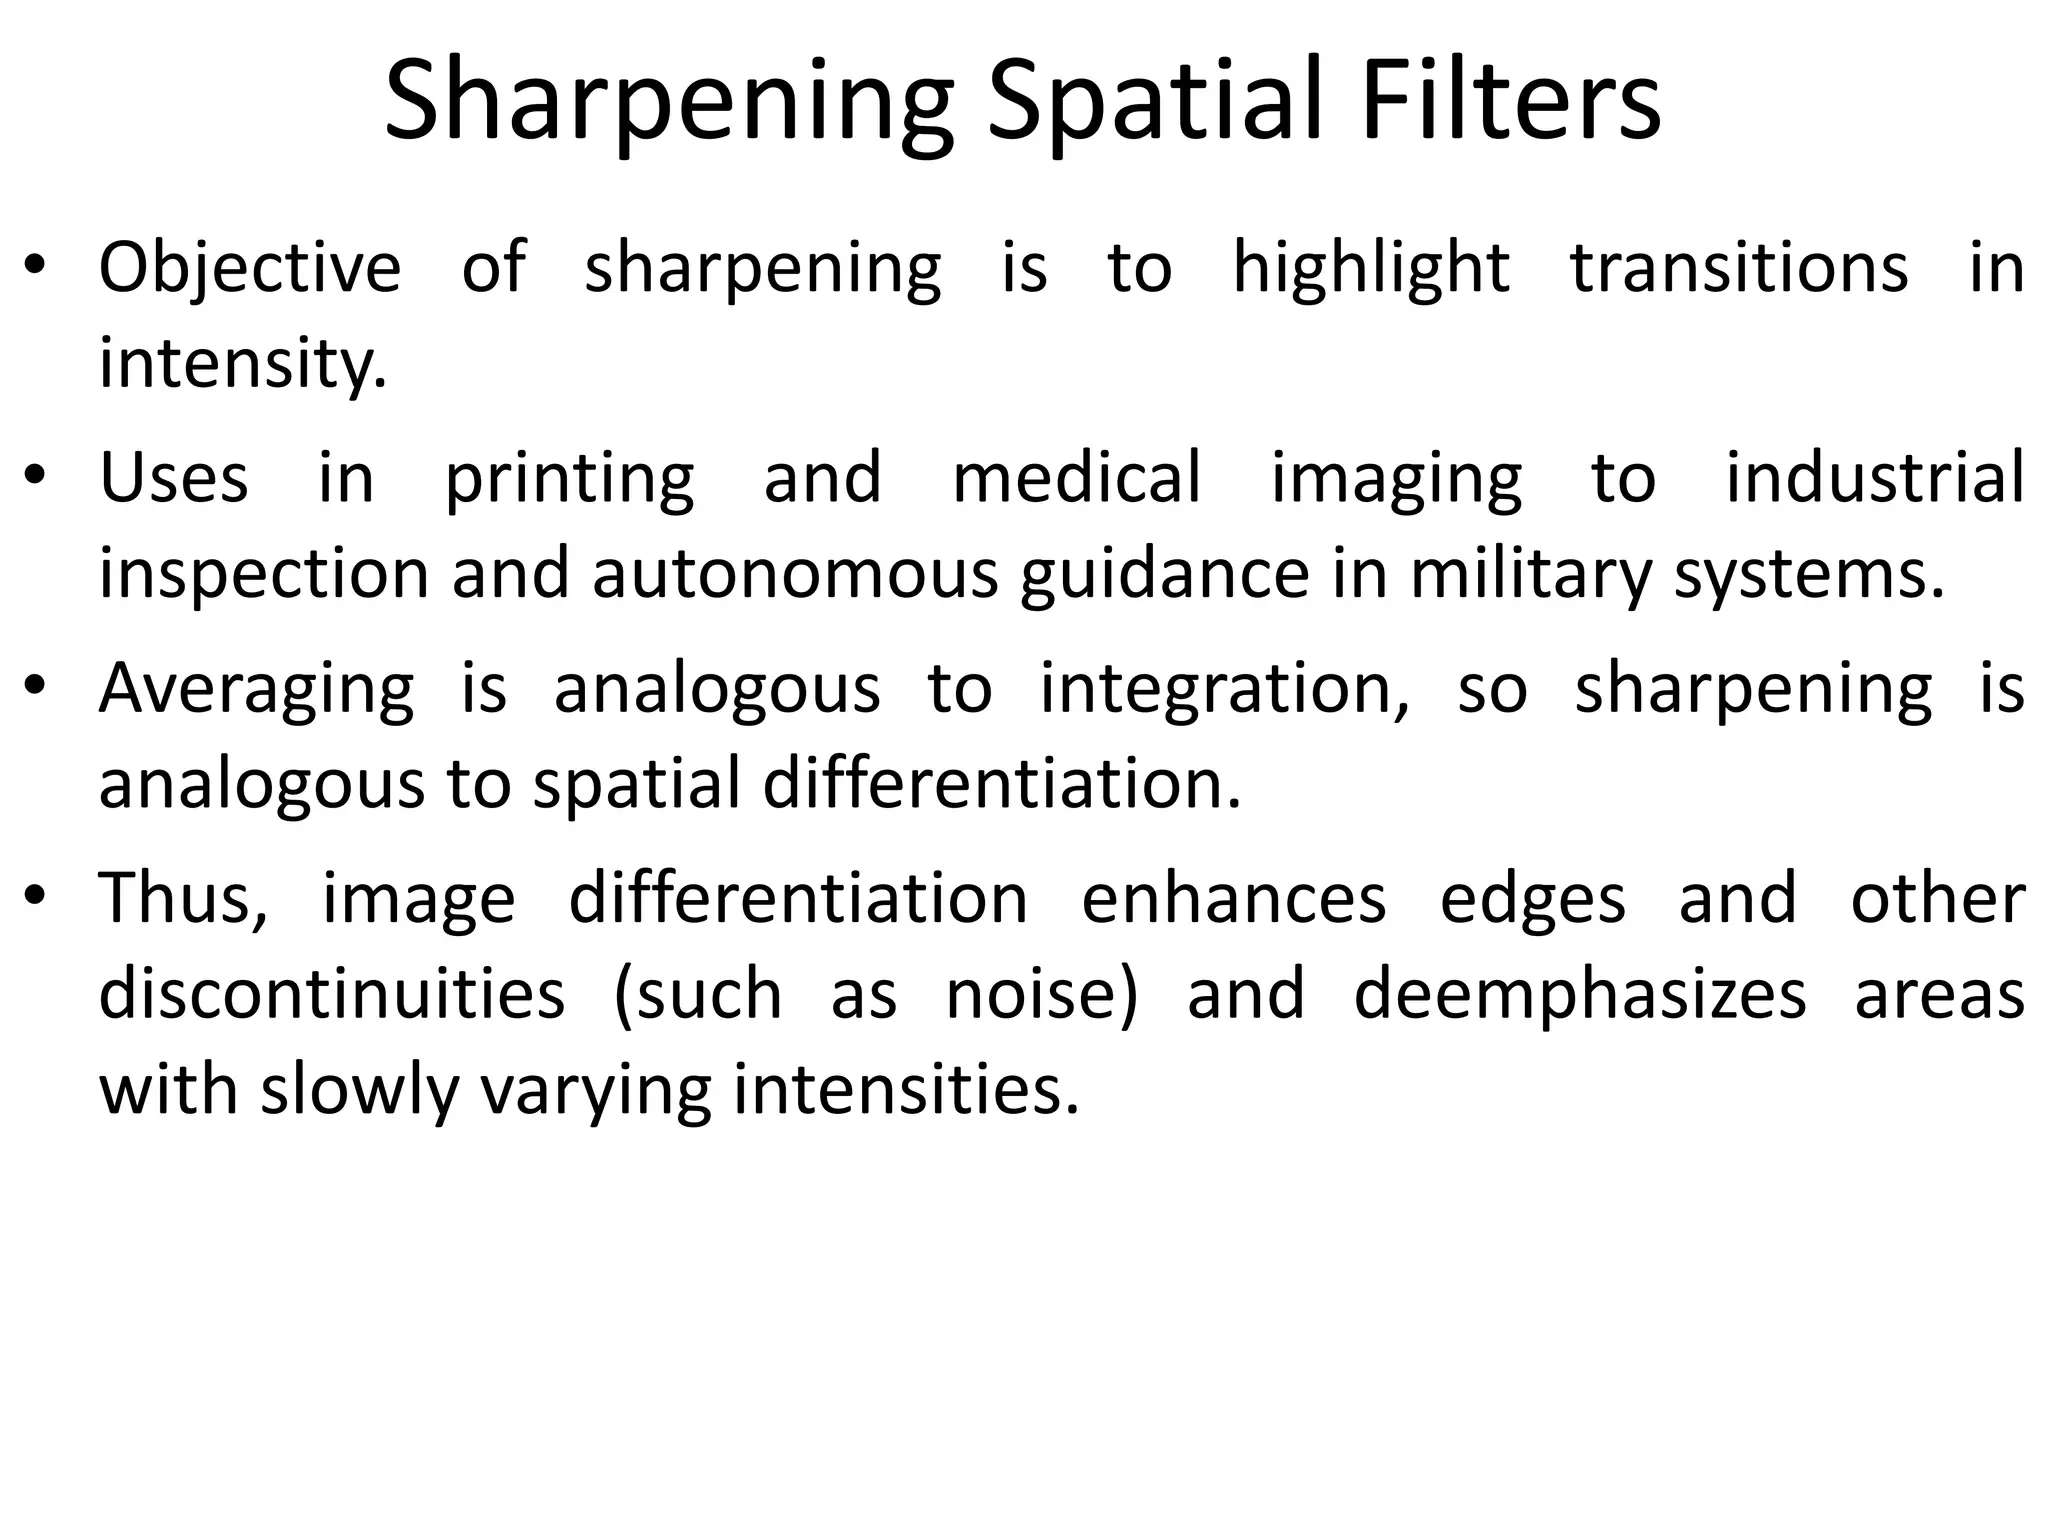 Sharpening Spatial Filters
• Objective of sharpening is to highlight transitions in
intensity.
• Uses in printing and medical imaging to industrial
inspection and autonomous guidance in military systems.
• Averaging is analogous to integration, so sharpening is
analogous to spatial differentiation.
• Thus, image differentiation enhances edges and other
discontinuities (such as noise) and deemphasizes areas
with slowly varying intensities.